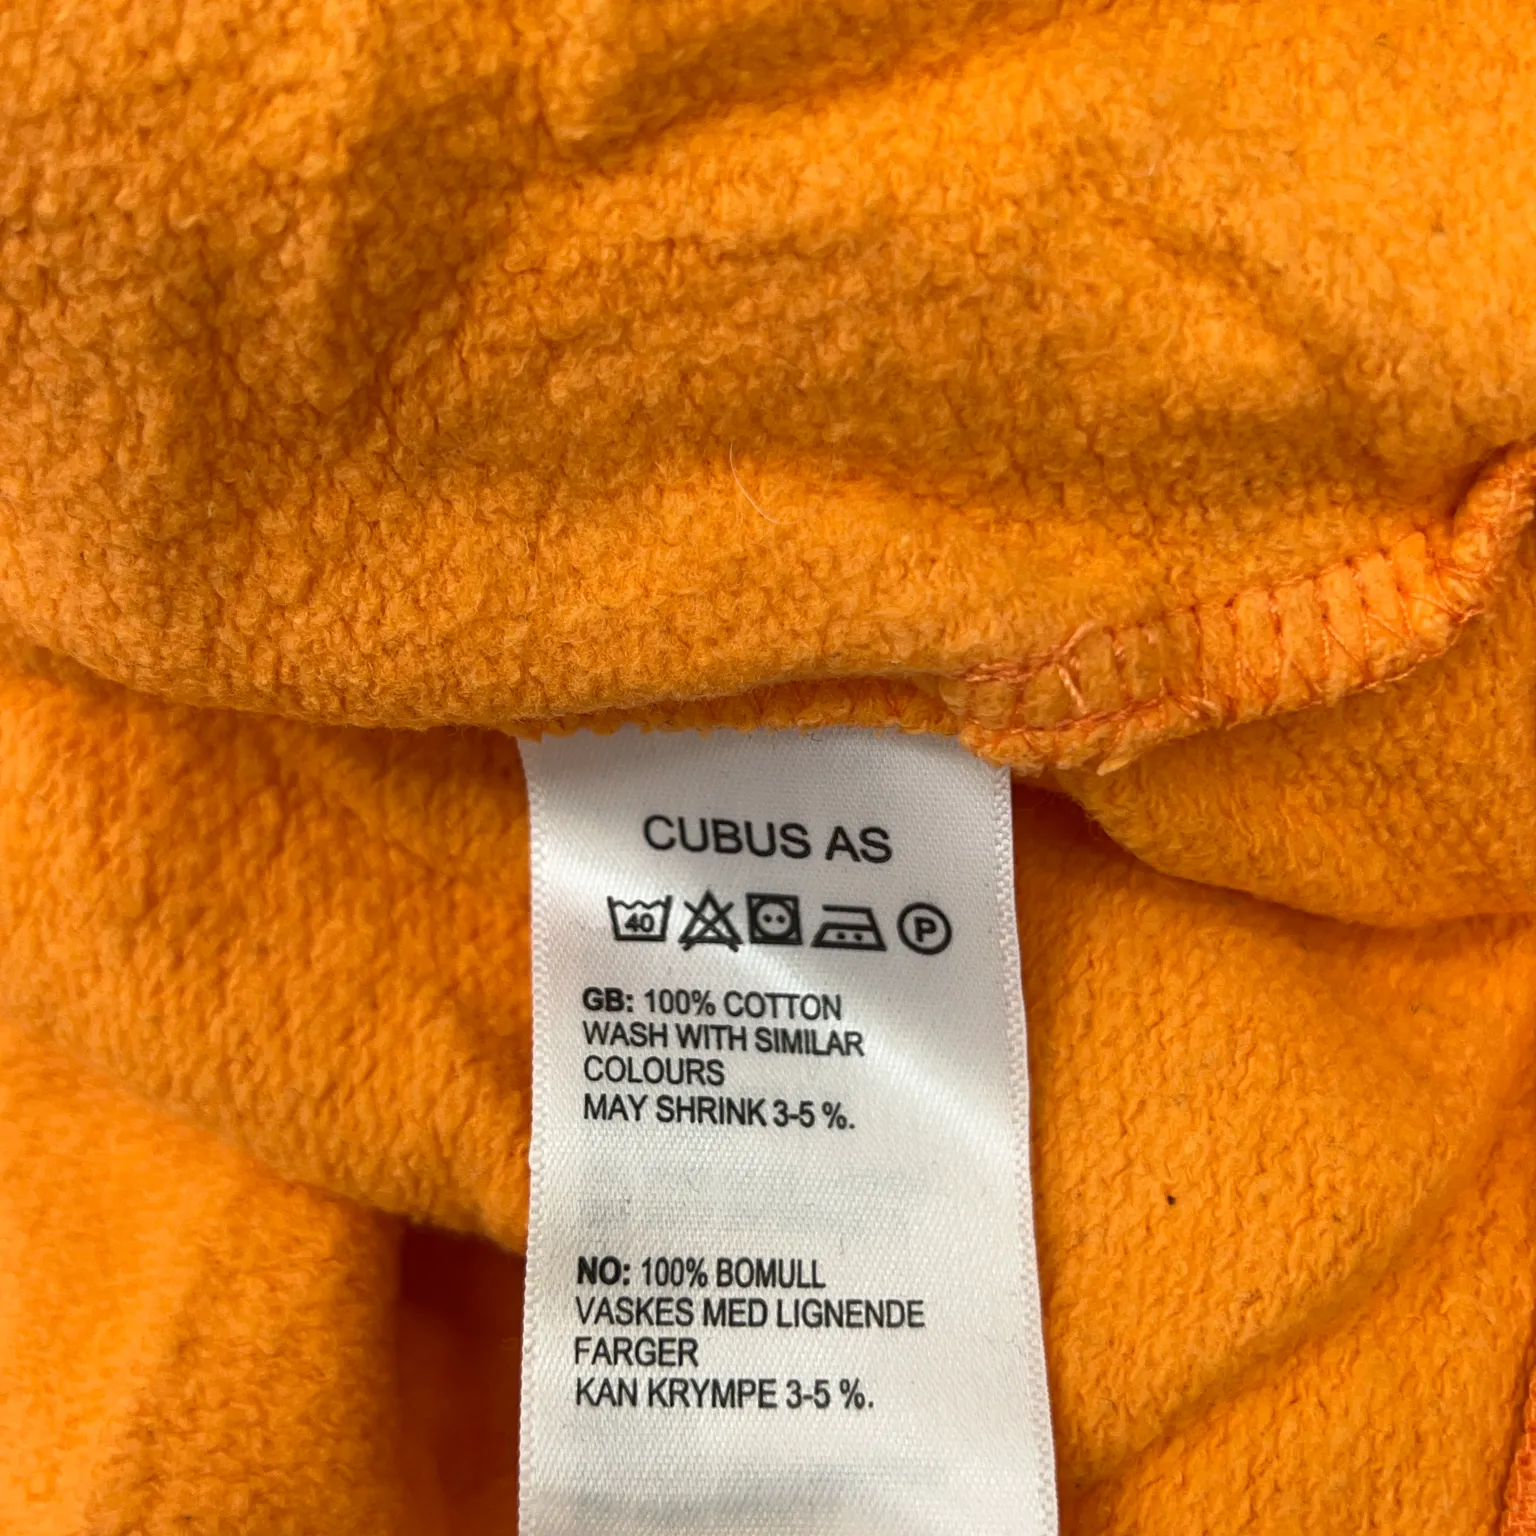 CUBUS AS
40 P
GB: 100% COTTON
WASH WITH SIMILAR
COLOURS
MAY SHRINK 3-5 %.
NO: 100% BOMULL
VASKES MED LIGNENDE
FARGER
KAN KRYMPE 3-5 %.